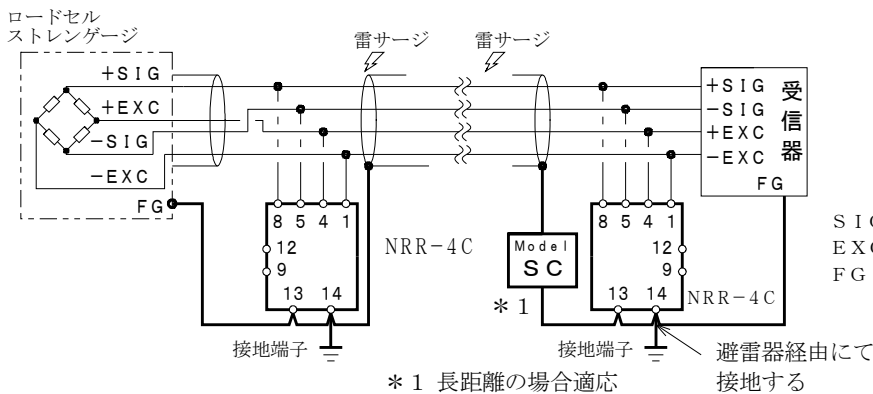 ロードセル
ストレンゲージ
雷サージ
雷サージ
+SIG
+EXC
-SIG
-EXC
FG
+SIG
-SIG
+EXC
-EXC
FG
受信器
8 5 4 1
12
9
13 14
NRR-4C
Model
SC
*1
8 5 4 1
12
9
13 14
NRR-4C
SIG
EXC
FG
接地端子
接地端子
避雷器経由にて
接地する
*1 長距離の場合適応